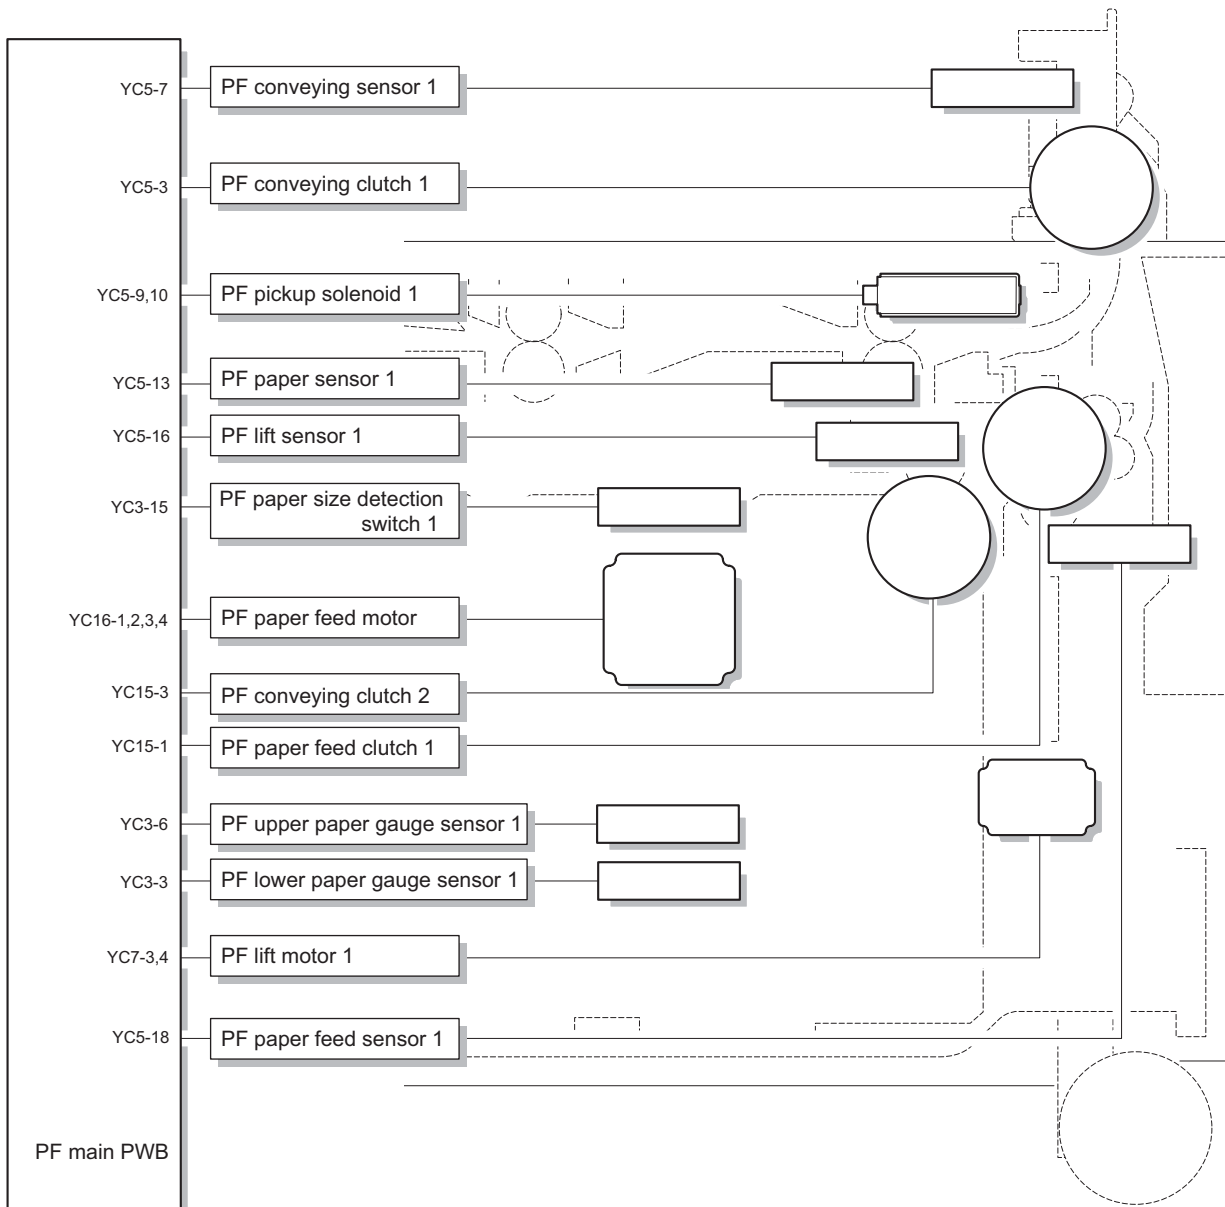 YC5-7 PF conveying sensor 1
YC5-3 PF conveying clutch 1
YC5-9,10 PF pickup solenoid 1
YC5-13 PF paper sensor 1
YC5-16 PF lift sensor 1
YC3-15 PF paper size detection
switch 1
YC16-1,2,3,4 PF paper feed motor
YC15-3 PF conveying clutch 2
YC15-1 PF paper feed clutch 1
YC3-6 PF upper paper gauge sensor 1
YC3-3 PF lower paper gauge sensor 1
YC7-3,4 PF lift motor 1
YC5-18 PF paper feed sensor 1
PF main PWB